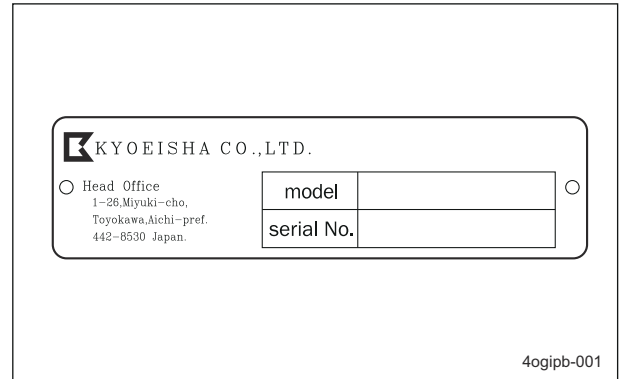 KYOEISHA CO.,LTD.
Head Office
1-26,Miyuki-cho,
Toyokawa,Aichi-pref.
442-8530 Japan.
model
serial No.
4ogipb-001